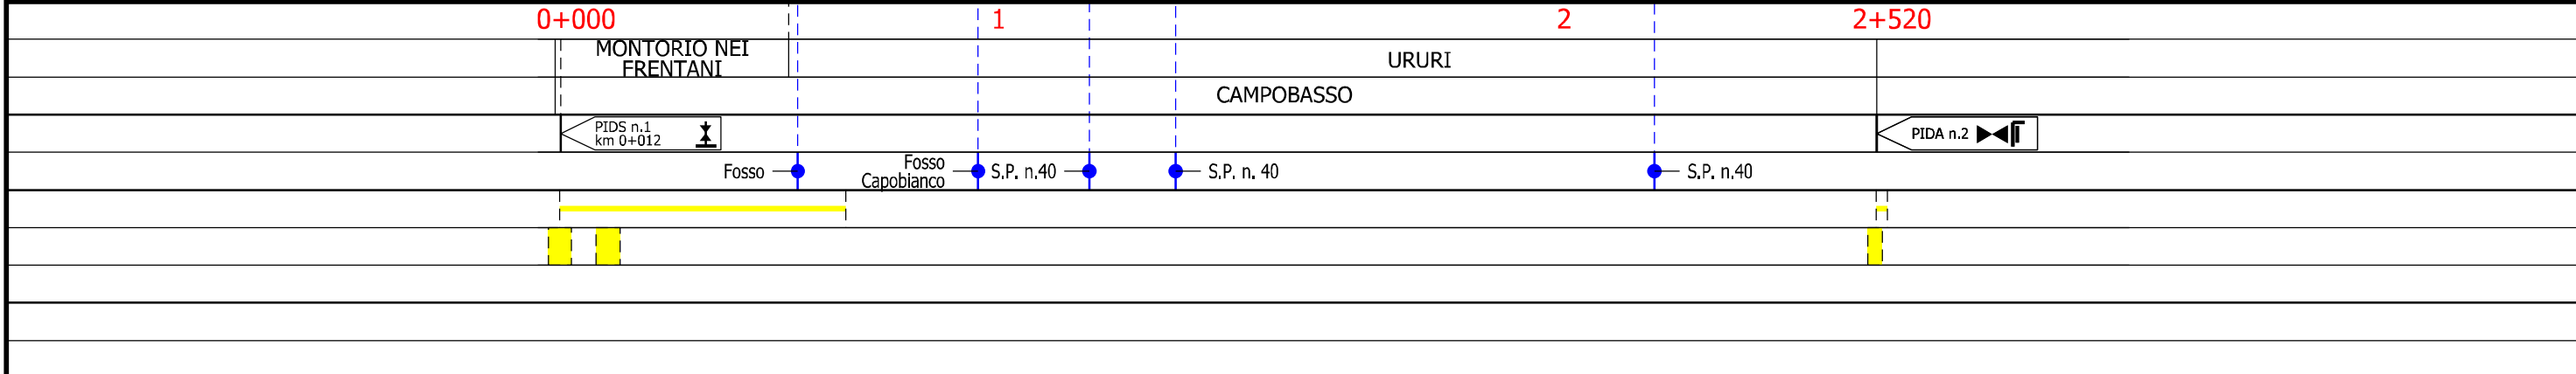 0+000 1 2 2+520
MONTORIO NEI
FRENTANI
URURI
CAMPOBASSO
PIDS n.1
km 0+012
PIDA n.2
Fosso
Fosso
Capobianco
S.P. n.40
S.P. n. 40
S.P. n.40